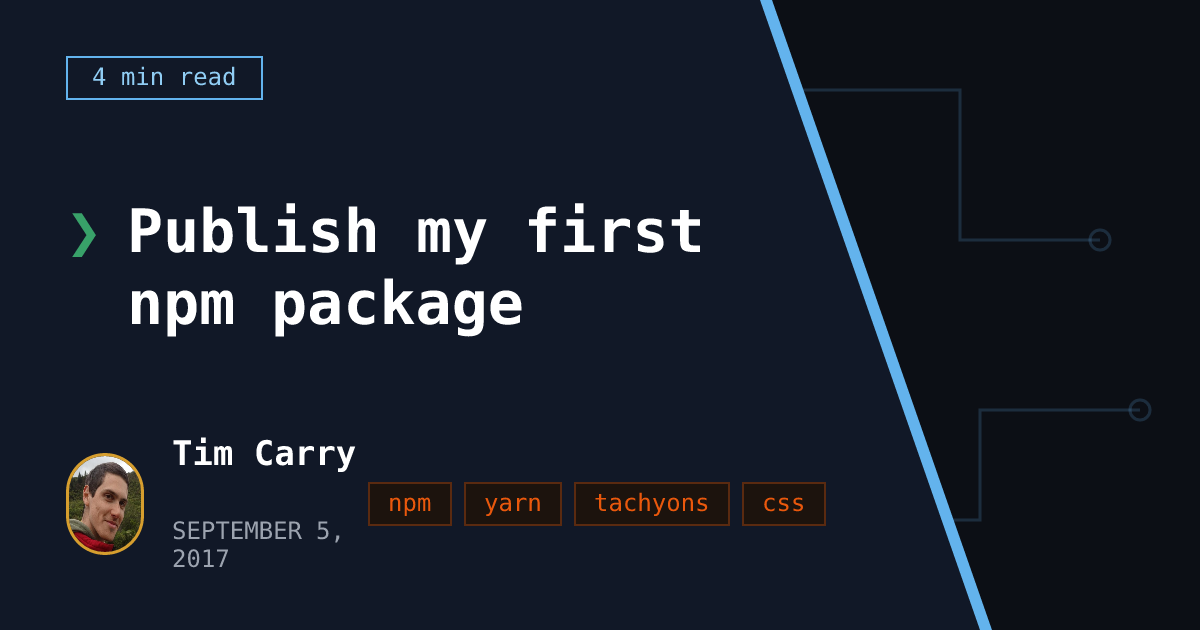 4 min read
❯ Publish my first
npm package
Tim Carry
SEPTEMBER 5,
2017
npm yarn tachyons css